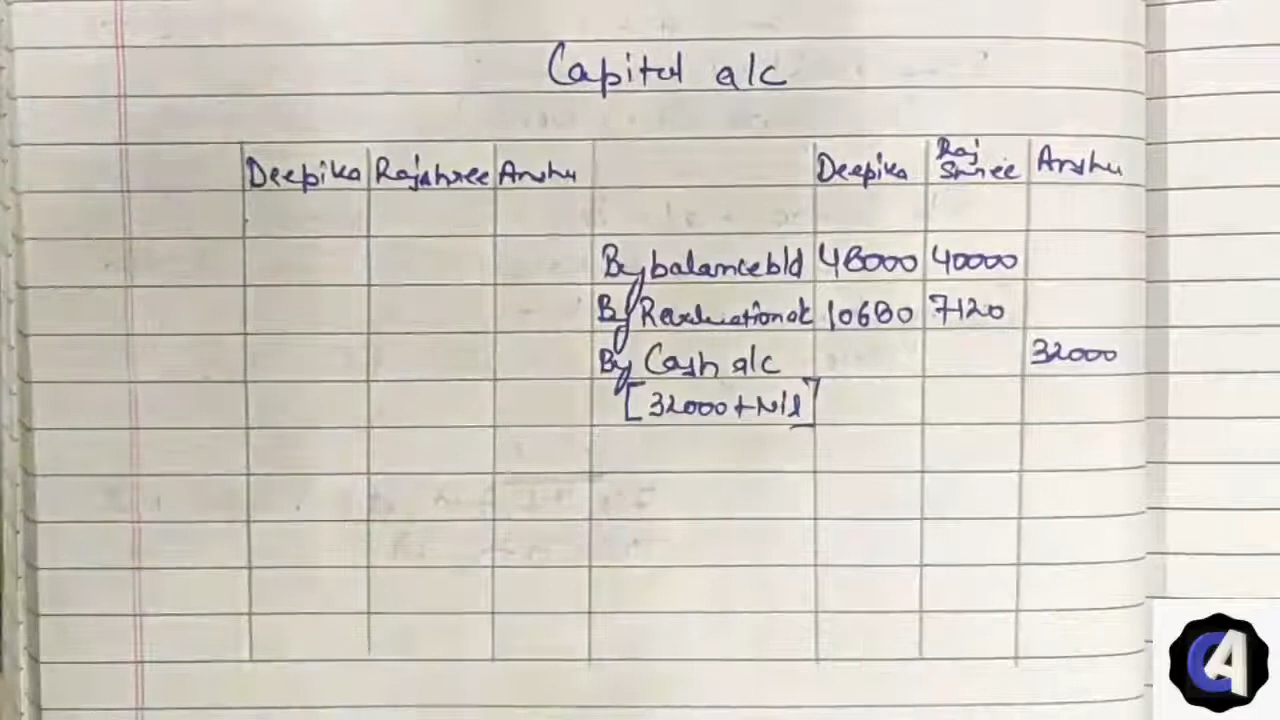 Capital a/c
Deepika Rajshree Anshu Deepika Raj Shree Anshu
By balance b/d 48000 40000
By Revaluation a/c 10680 7120
By Cash a/c 32000
[32000 + N/A]
CA